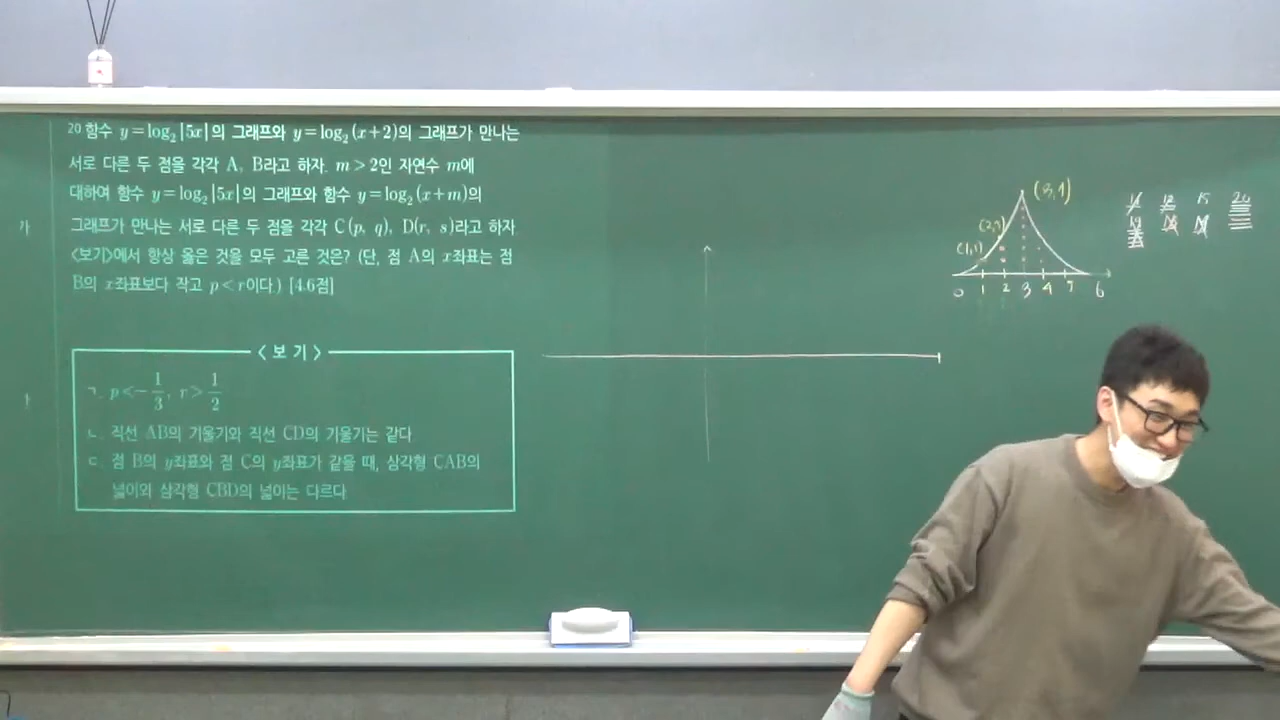 20 함수 y=log₂|5x|의 그래프와 y=log₂(x+2)의 그래프가 만나는
서로 다른 두 점을 각각 A, B라고 하자. m>2인 자연수 m에
대하여 함수 y=log₂|5x|의 그래프와 함수 y=log₂(x+m)의
그래프가 만나는 서로 다른 두 점을 각각 C(p, q), D(r, s)라고 하자
<보기>에서 항상 옳은 것을 모두 고른 것은? (단, 점 A의 x좌표는 점
B의 x좌표보다 작고 p<r이다.) [4.6점]
<보 기>
ㄱ. p<-1/3, r>1/2
ㄴ. 직선 AB의 기울기와 직선 CD의 기울기는 같다
ㄷ. 점 B의 y좌표와 점 C의 y좌표가 같을 때, 삼각형 CAB의
넓이와 삼각형 CBD의 넓이는 다르다
(1,1)
0 1 2 3 4 5 6
15 20